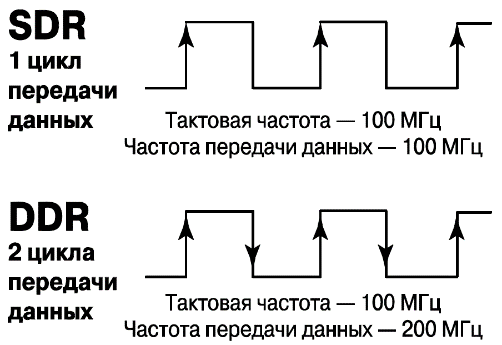 SDR
1 цикл
передачи
данных
Тактовая частота — 100 МГц
Частота передачи данных — 100 МГц
DDR
2 цикла
передачи
данных
Тактовая частота — 100 МГц
Частота передачи данных — 200 МГц